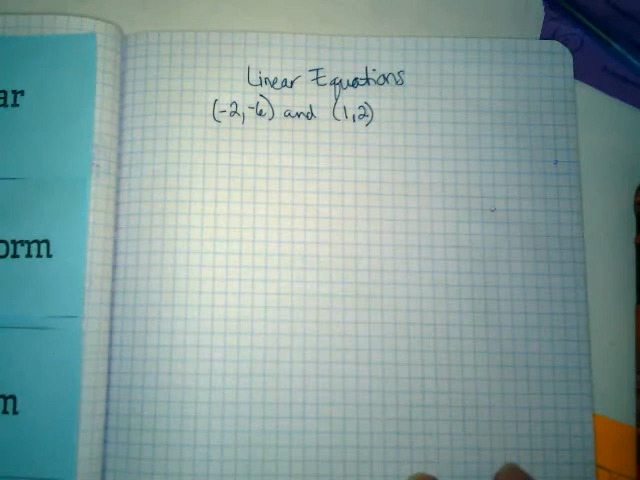 Linear Equations
(-2,-6) and (1,2)
ar
orm
m